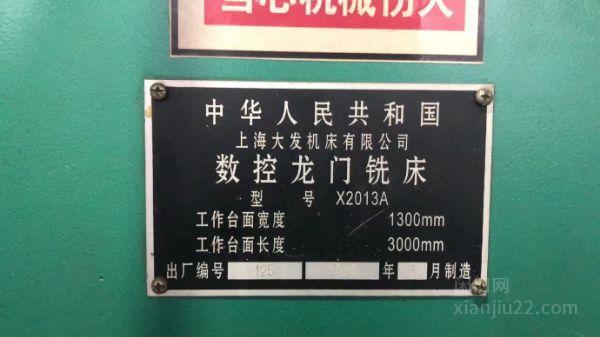 当心机械伤人
中华人民共和国
上海大发机床有限公司
数控龙门铣床
型 号 X2013A
工作台面宽度 1300mm
工作台面长度 3000mm
出厂编号 125 年 月制造
xianjiu22.com